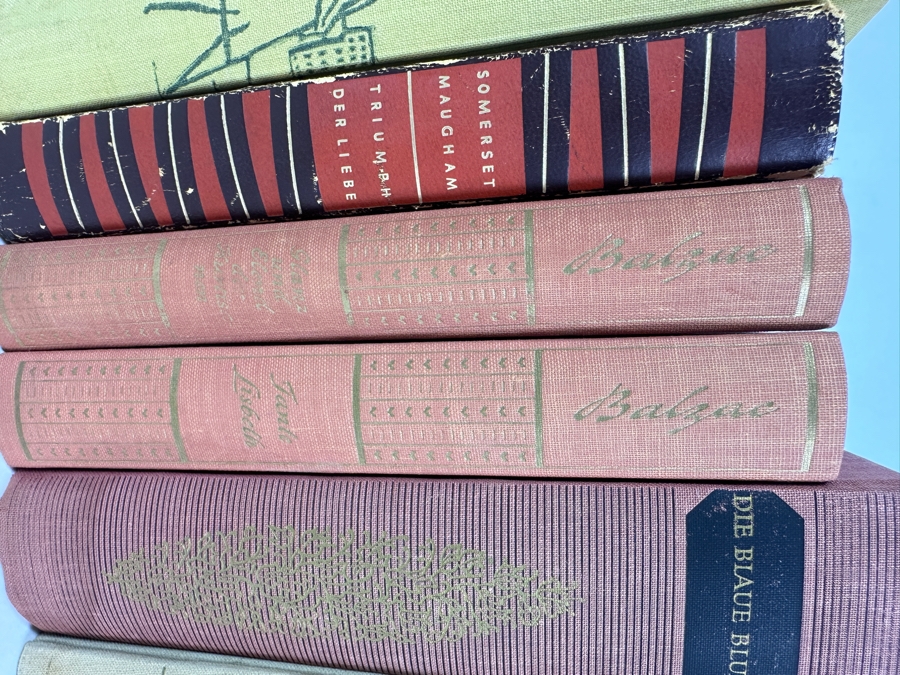 SOMERSET
MAUGHAM
TRIUMPH
DER LIEBE
Balzac
Balzac
Tante
Lisbeth
DIE BLAUE BLU